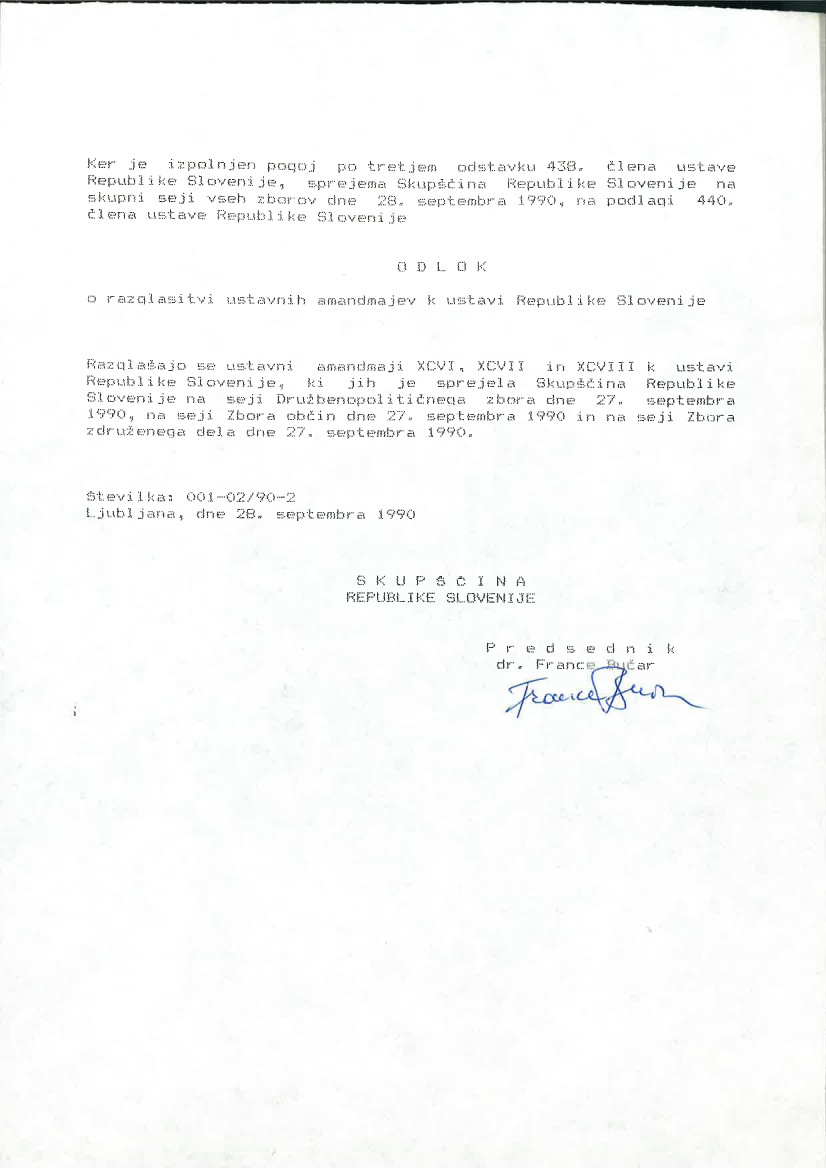 Ker je izpolnjen pogoj po tretjem odstavku 438. člena ustave
Republike Slovenije, sprejema Skupščina Republike Slovenije na
skupni seji vseh zborov dne 28. septembra 1990, na podlagi 440.
člena ustave Republike Slovenije
O D L O K
o razglasitvi ustavnih amandmajev k ustavi Republike Slovenije
Razglašajo se ustavni amandmaji XCVI, XCVII in XCVIII k ustavi
Republike Slovenije, ki jih je sprejela Skupščina Republike
Slovenije na seji Družbenopolitičnega zbora dne 27. septembra
1990, na seji Zbora občin dne 27. septembra 1990 in na seji Zbora
združenega dela dne 27. septembra 1990.
Številka: 001-02/90-2
Ljubljana, dne 28. septembra 1990
S K U P Š Č I N A
REPUBLIKE SLOVENIJE
P r e d s e d n i k
dr. France Bučar
France Bučar